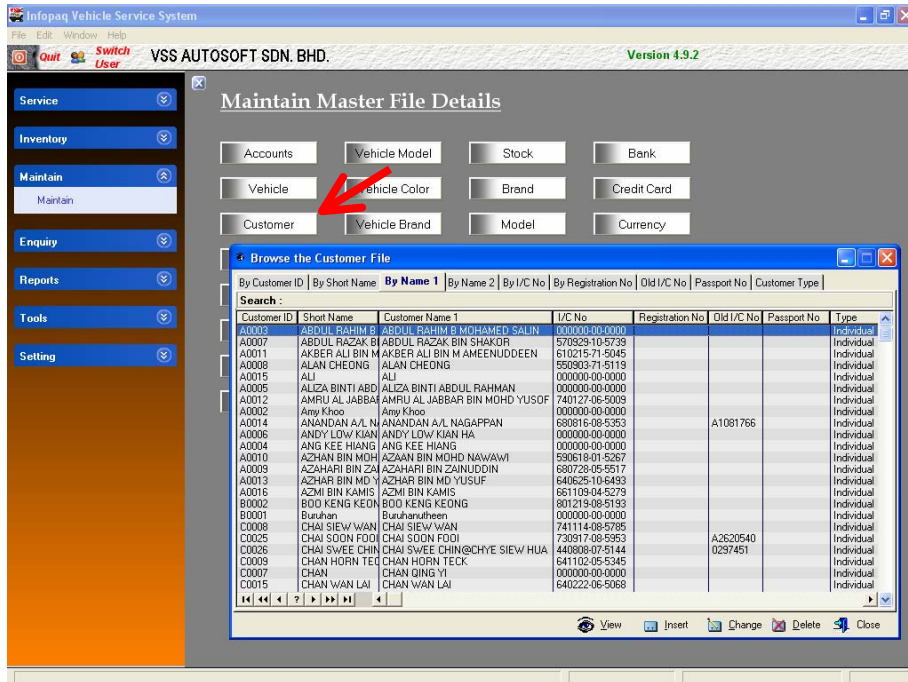 Infopaq Vehicle Service System
File Edit Window Help
Quit Switch User VSS AUTOSOFT SDN. BHD. Version 4.9.2
Maintain Master File Details
Service
Inventory
Maintain
Maintain
Enquiry
Reports
Tools
Setting
Accounts Vehicle Model Stock Bank
Vehicle Vehicle Color Brand Credit Card
Customer Vehicle Brand Model Currency
Browse the Customer File
By Customer ID By Short Name By Name 1 By Name 2 By I/C No By Registration No Old I/C No Passport No Customer Type
Search :
Customer ID Short Name Customer Name 1 I/C No Registration No Old I/C No Passport No Type
A0003 ABDUL RAHIM B ABDUL RAHIM B MOHAMED SALIN 000000-00-0000 Individual
A0007 ABDUL RAZAK BI ABDUL RAZAK BIN SHAKOR 570929-10-5739 Individual
A0011 AKBER ALI BIN M AKBER ALI BIN M AMEENUDDEEN 610215-71-5045 Individual
A0008 ALAN CHEONG ALAN CHEONG 550903-71-5119 Individual
A0015 ALI ALI 000000-00-0000 Individual
A0005 ALIZA BINTI ABD ALIZA BINTI ABDUL RAHMAN 000000-00-0000 Individual
A0012 AMRU AL JABBAF AMRU AL JABBAR BIN MOHD YUSOF 740127-06-5009 Individual
A0002 Amy Khoo Amy Khoo 000000-00-0000 Individual
A0014 ANANDAN A/L N ANANDAN A/L NAGAPPAN 680816-08-5353 A1081766 Individual
A0006 ANDY LOW KIAN ANDY LOW KIAN HA 000000-00-0000 Individual
A0004 ANG KEE HIANG ANG KEE HIANG 000000-00-0000 Individual
A0010 AZHAN BIN MOH AZAAN BIN MOHD NAWAWI 590618-01-5267 Individual
A0009 AZAHARI BIN ZAI AZAHARI BIN ZAINUDDIN 680728-05-5517 Individual
A0013 AZHAR BIN MD Y AZHAR BIN MD YUSUF 640625-10-6493 Individual
A0016 AZMI BIN KAMIS AZMI BIN KAMIS 661109-04-5279 Individual
B0002 BOO KENG KEON BOO KENG KEONG 801219-08-5193 Individual
B0001 Buruhan Buruhanutheen 000000-00-0000 Individual
C0008 CHAI SIEW WAN CHAI SIEW WAN 741114-08-5785 Individual
C0025 CHAI SOON FOOI CHAI SOON FOOI 730917-08-5953 A2620540 Individual
C0026 CHAI SWEE CHIN CHAI SWEE CHIN@CHYE SIEW HUA 440808-07-5144 0297451 Individual
C0009 CHAN HORN TEC CHAN HORN TECK 641102-05-5345 Individual
C0007 CHAN CHAN QING YI 000000-00-0000 Individual
C0015 CHAN WAN LAI CHAN WAN LAI 640222-06-5068 Individual
View Insert Change Delete Close